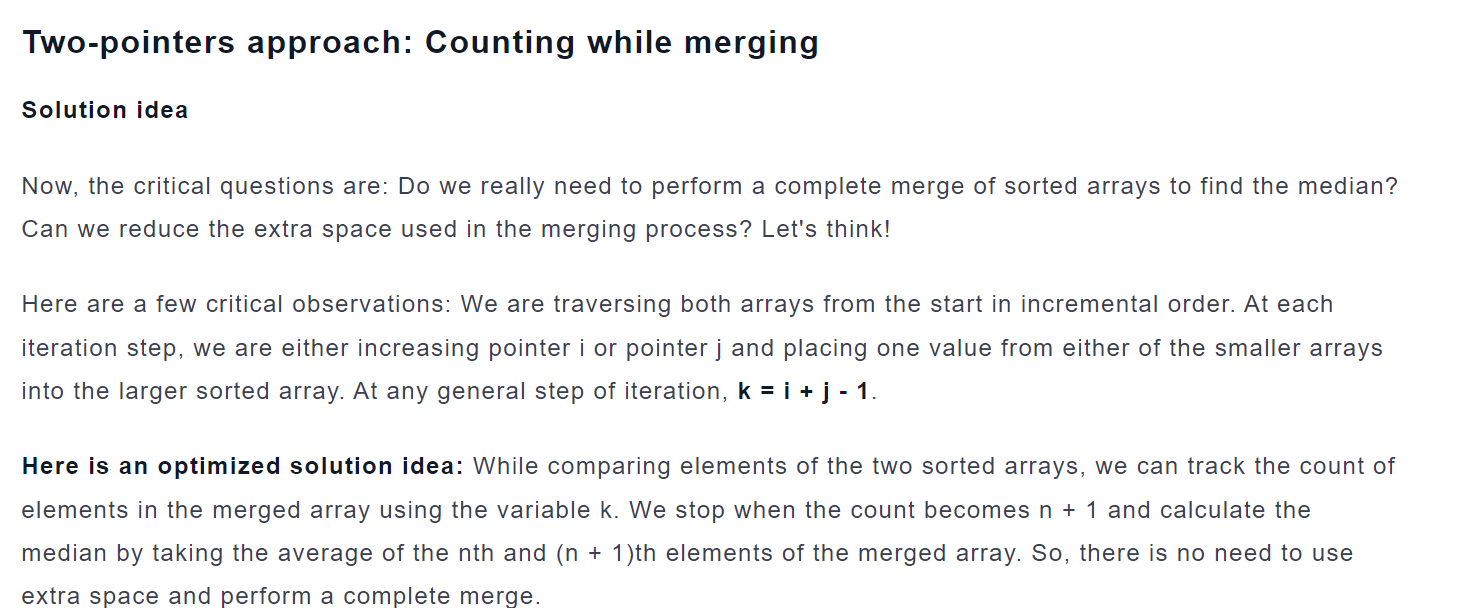 Two-pointers approach: Counting while merging
Solution idea
Now, the critical questions are: Do we really need to perform a complete merge of sorted arrays to find the median?
Can we reduce the extra space used in the merging process? Let's think!
Here are a few critical observations: We are traversing both arrays from the start in incremental order. At each
iteration step, we are either increasing pointer i or pointer j and placing one value from either of the smaller arrays
into the larger sorted array. At any general step of iteration, k = i + j - 1.
Here is an optimized solution idea: While comparing elements of the two sorted arrays, we can track the count of
elements in the merged array using the variable k. We stop when the count becomes n + 1 and calculate the
median by taking the average of the nth and (n + 1)th elements of the merged array. So, there is no need to use
extra space and perform a complete merge.